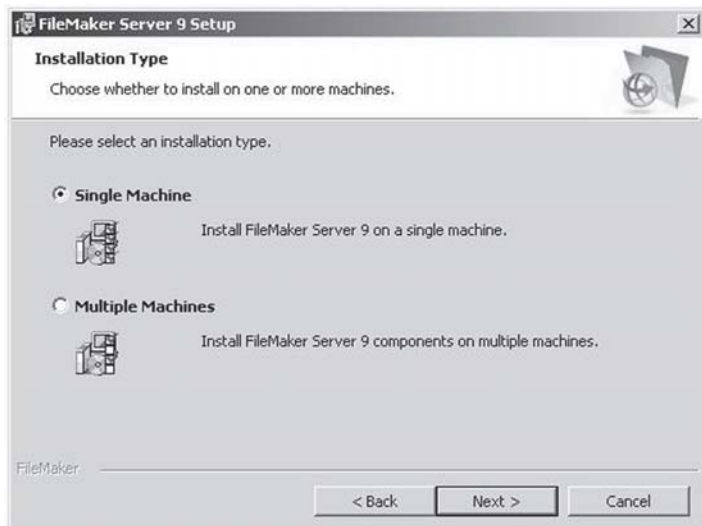 FileMaker Server 9 Setup
Installation Type
Choose whether to install on one or more machines.
Please select an installation type.
Single Machine
Install FileMaker Server 9 on a single machine.
Multiple Machines
Install FileMaker Server 9 components on multiple machines.
FileMaker
< Back
Next >
Cancel